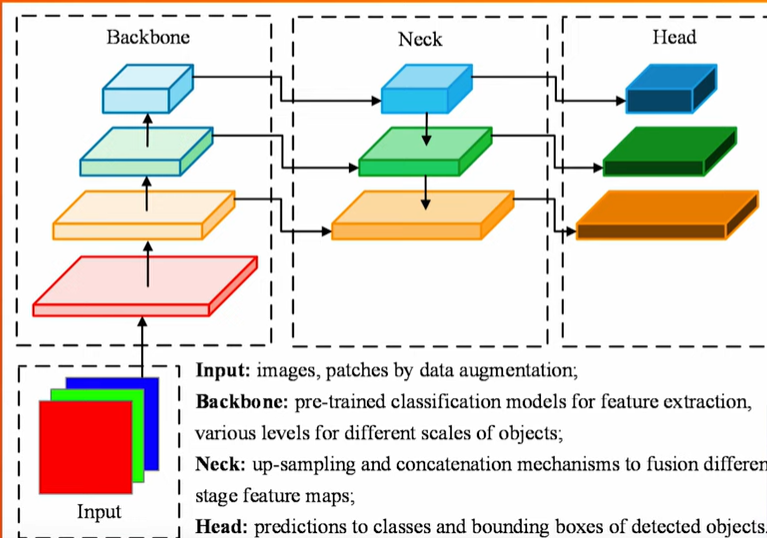 Backbone
Neck
Head
Input
Input: images, patches by data augmentation;
Backbone: pre-trained classification models for feature extraction,
various levels for different scales of objects;
Neck: up-sampling and concatenation mechanisms to fusion differen
stage feature maps;
Head: predictions to classes and bounding boxes of detected objects.